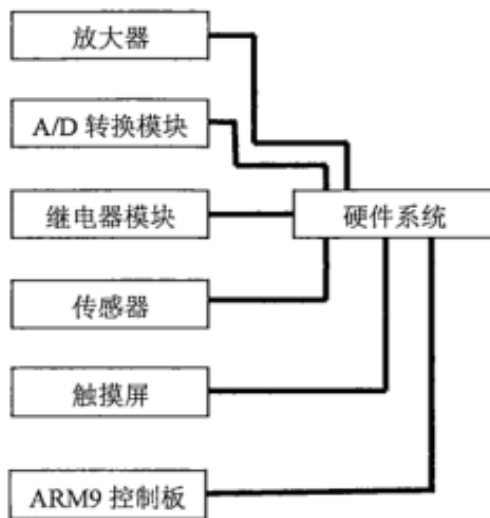 放大器
A/D 转换模块
继电器模块
硬件系统
传感器
触摸屏
ARM9 控制板